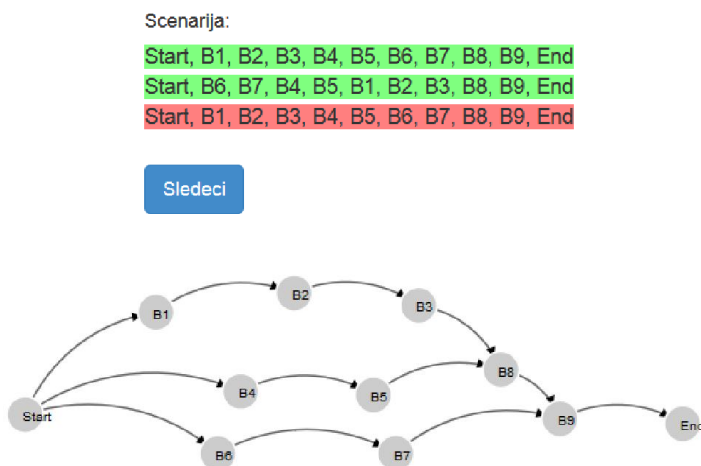 Scenarija:
Start, B1, B2, B3, B4, B5, B6, B7, B8, B9, End
Start, B6, B7, B4, B5, B1, B2, B3, B8, B9, End
Start, B1, B2, B3, B4, B5, B6, B7, B8, B9, End
Sledeci
B1
B2
B3
B8
B4
B5
Start
B9
End
B6
B7